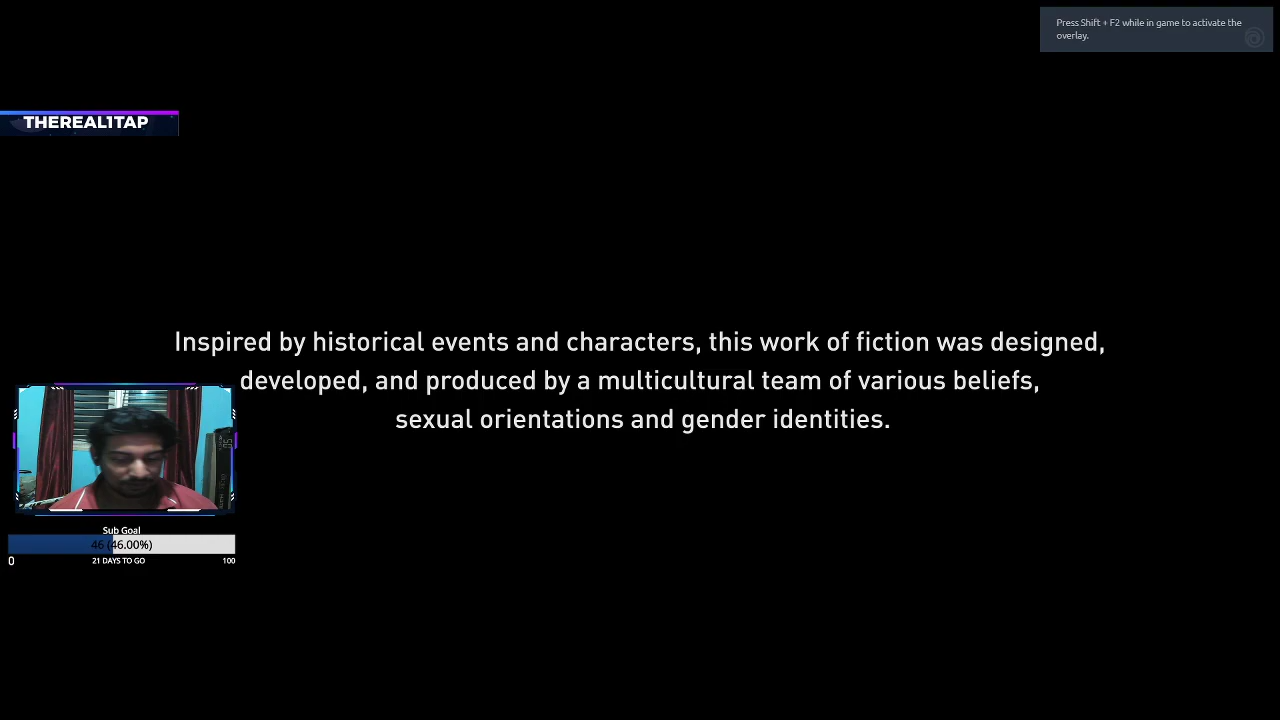 Press Shift + F2 while in game to activate the
overlay.
THEREAL1TAP
Inspired by historical events and characters, this work of fiction was designed,
developed, and produced by a multicultural team of various beliefs,
sexual orientations and gender identities.
Sub Goal
46 (46.00%)
0 21 DAYS TO GO 100